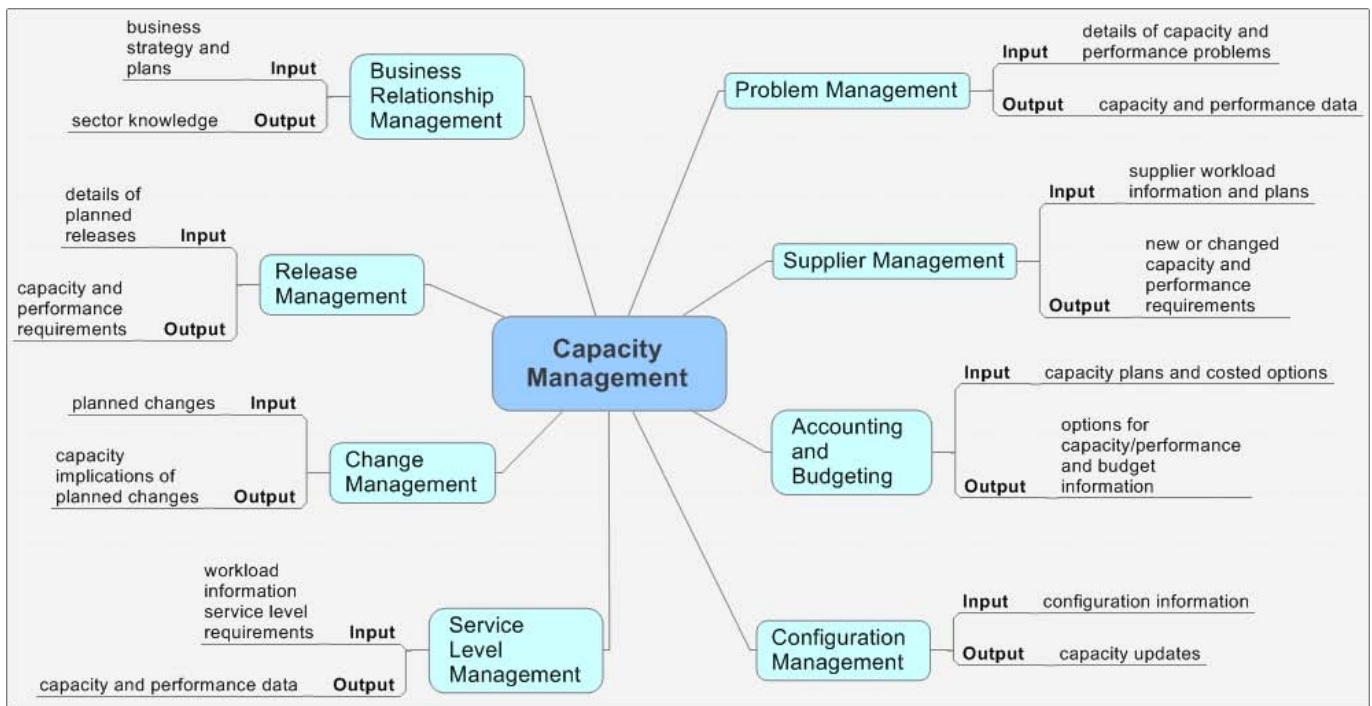 Capacity
Management
business
strategy and
plans
Input
sector knowledge
Output
Business
Relationship
Management
details of
planned
releases
Input
capacity and
performance
requirements
Output
Release
Management
planned changes
Input
capacity
implications of
planned changes
Output
Change
Management
workload
information
service level
requirements
Input
capacity and performance data
Output
Service
Level
Management
Problem Management
Input
details of capacity and
performance problems
Output
capacity and performance data
Supplier Management
Input
supplier workload
information and plans
Output
new or changed
capacity and
performance
requirements
Accounting
and
Budgeting
Input
capacity plans and costed options
Output
options for
capacity/performance
and budget
information
Configuration
Management
Input
configuration information
Output
capacity updates